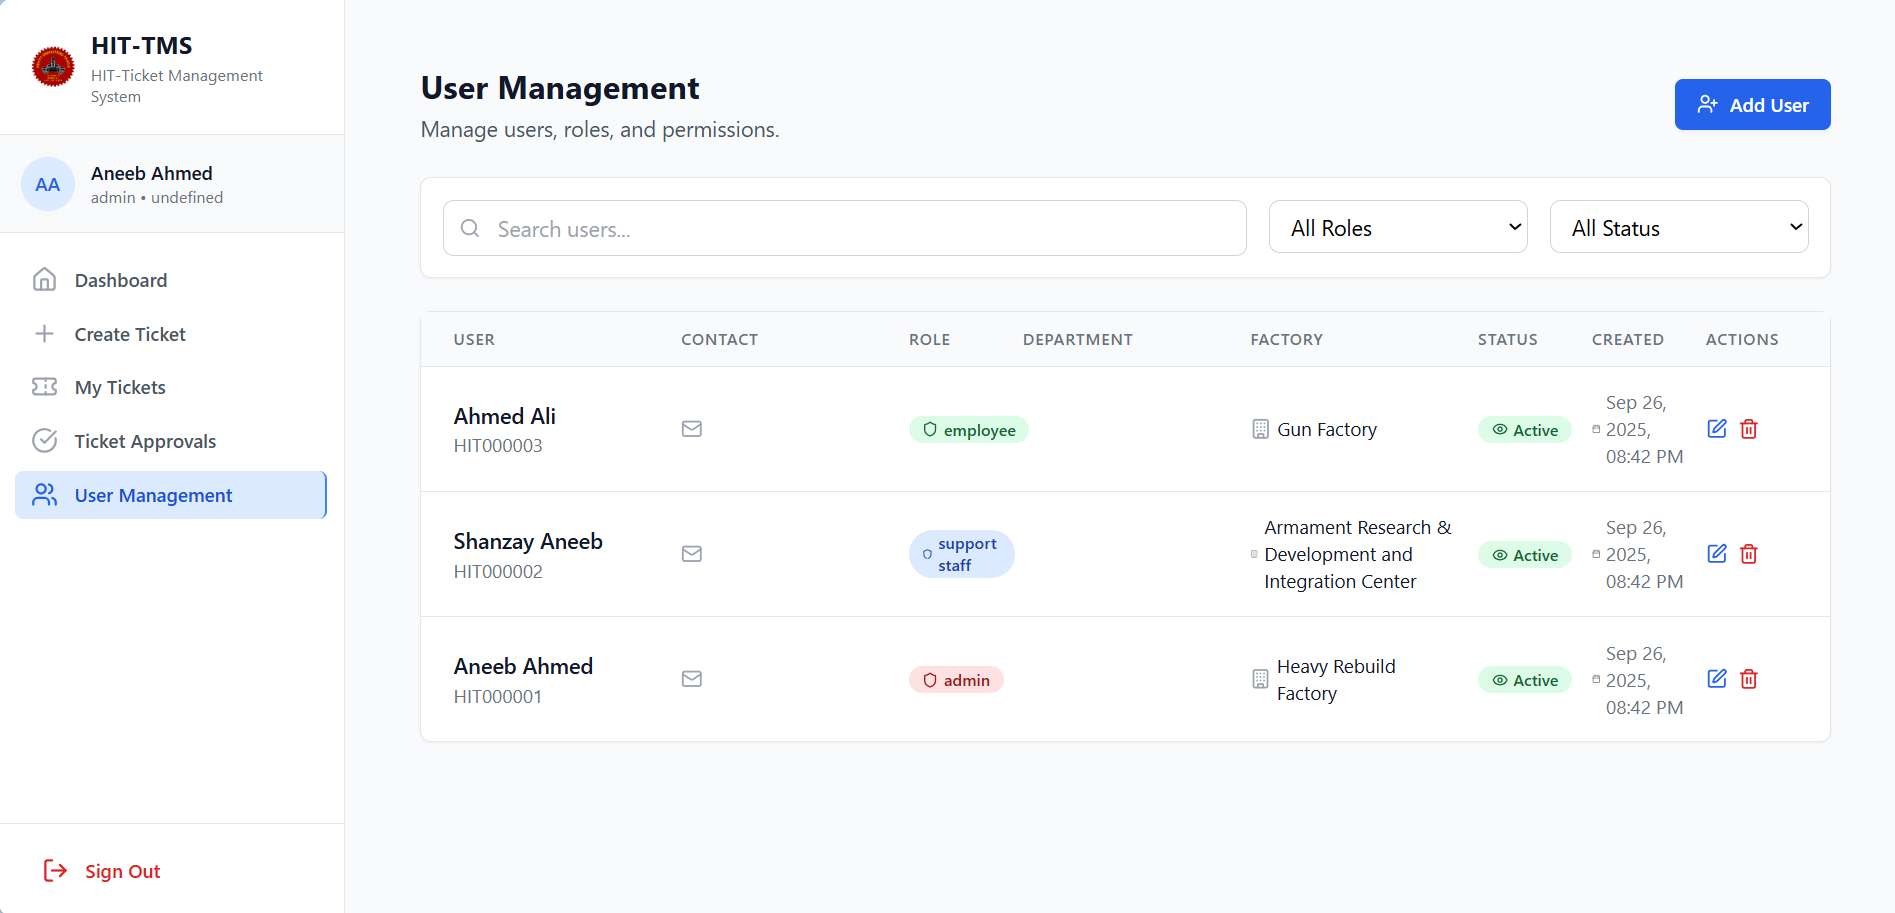 HIT-TMS
HIT-Ticket Management
System
AA
Aneeb Ahmed
admin • undefined
Dashboard
Create Ticket
My Tickets
Ticket Approvals
User Management
Sign Out
User Management
Manage users, roles, and permissions.
Add User
Search users...
All Roles
All Status
USER CONTACT ROLE DEPARTMENT FACTORY STATUS CREATED ACTIONS
Ahmed Ali
HIT000003
employee
Gun Factory
Active
Sep 26,
2025,
08:42 PM
Shanzay Aneeb
HIT000002
support
staff
Armament Research &
Development and
Integration Center
Active
Sep 26,
2025,
08:42 PM
Aneeb Ahmed
HIT000001
admin
Heavy Rebuild
Factory
Active
Sep 26,
2025,
08:42 PM